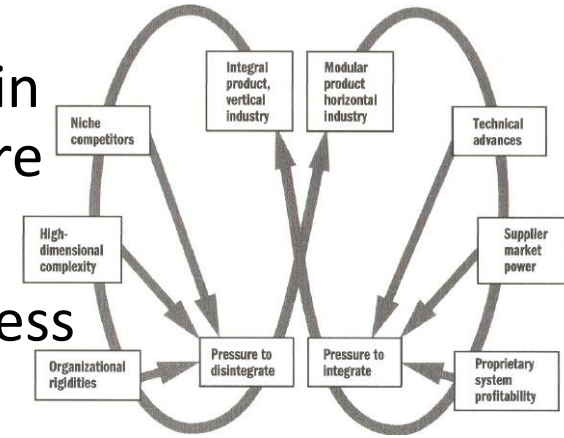 in
re
ess
Integral
product,
vertical
industry
Modular
product
horizontal
industry
Niche
competitors
Technical
advances
High-
dimensional
complexity
Supplier
market
power
Organizational
rigidities
Pressure to
disintegrate
Pressure to
integrate
Proprietary
system
profitability